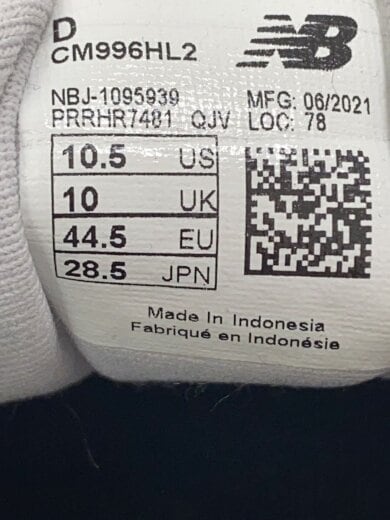 D
CM996HL2
NB
NBJ-1095939
MFG: 06/2021
PRRHR7481 QJV
LOC: 78
10.5 US
10 UK
44.5 EU
28.5 JPN
Made In Indonesia
Fabriqué en Indonésie